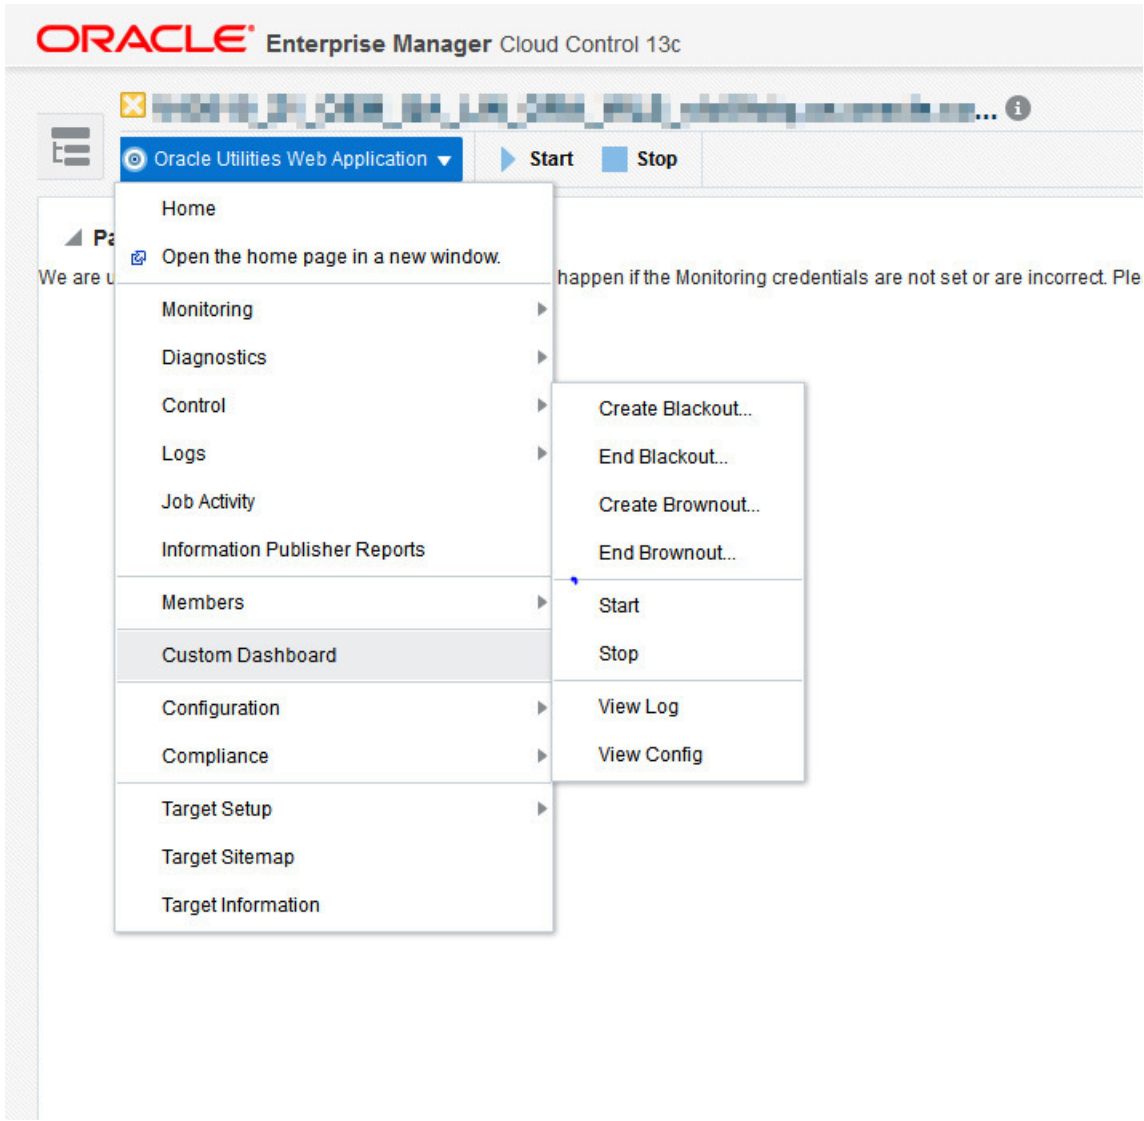 ORACLE Enterprise Manager Cloud Control 13c
...
Oracle Utilities Web Application Start Stop
Home
Open the home page in a new window.
We are happen if the Monitoring credentials are not set or are incorrect.
Monitoring
Diagnostics
Control
Logs
Job Activity
Information Publisher Reports
Members
Custom Dashboard
Configuration
Compliance
Target Setup
Target Sitemap
Target Information
Create Blackout...
End Blackout...
Create Brownout...
End Brownout...
Start
Stop
View Log
View Config